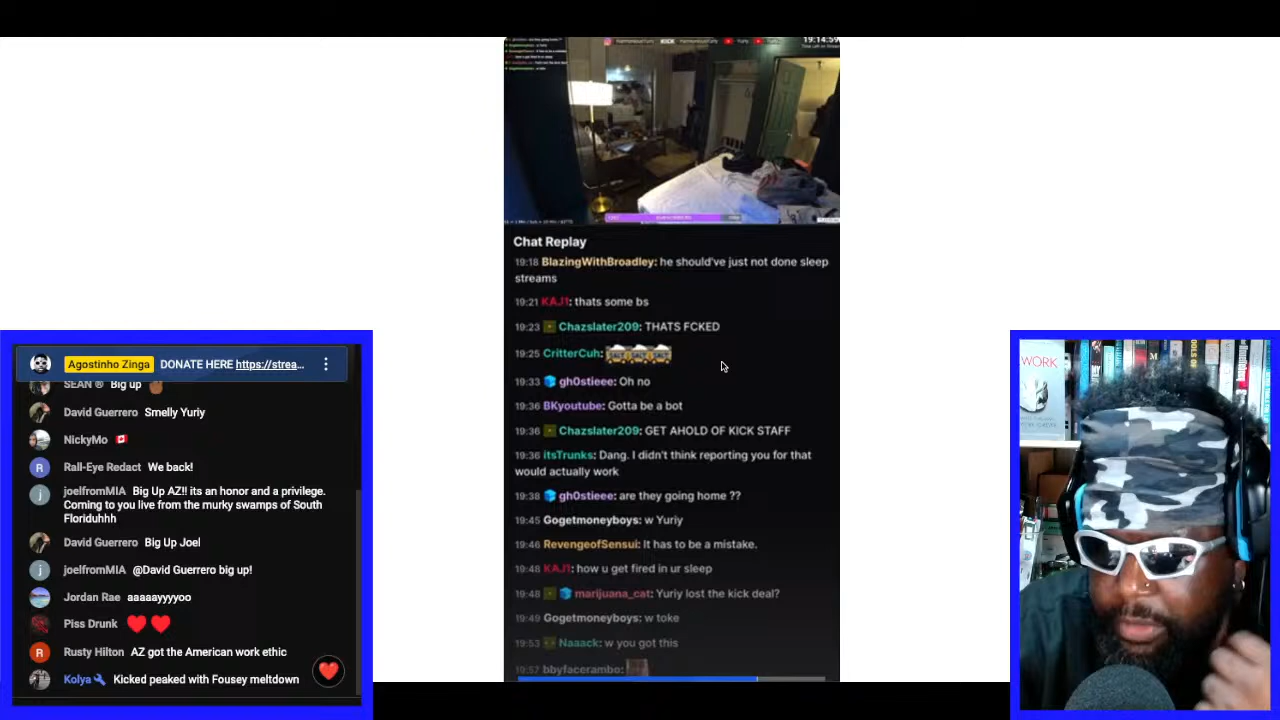 19:14:59
KICK
Yuriy
Chat Replay
19:18 BlazingWithBroadley: he should've just not done sleep
streams
19:21 KAJ1: thats some bs
19:23 Chazslater209: THATS FCKED
19:25 CritterCuh: SALT SALT SALT
19:33 gh0stieee: Oh no
19:36 BKyoutube: Gotta be a bot
19:36 Chazslater209: GET AHOLD OF KICK STAFF
19:36 itsTrunks: Dang. I didn't think reporting you for that
would actually work
19:38 gh0stieee: are they going home ??
19:45 Gogetmoneyboys: w Yuriy
19:46 RevengeofSensui: It has to be a mistake.
19:48 KAJ1: how u get fired in ur sleep
19:48 marijuana_cat: Yuriy lost the kick deal?
19:49 Gogetmoneyboys: w toke
19:53 Naaack: w you got this
19:57 bbyfacerambo:
Agostinho Zinga DONATE HERE https://strea...
SEAN ® Big up
David Guerrero Smelly Yuriy
NickyMo
R Rall-Eye Redact We back!
j joelfromMIA Big Up AZ!! its an honor and a privilege.
Coming to you live from the murky swamps of South
Floriduhhh
David Guerrero Big Up Joel
j joelfromMIA @David Guerrero big up!
Jordan Rae aaaaayyyyoo
Piss Drunk
R Rusty Hilton AZ got the American work ethic
Kolya Kicked peaked with Fousey meltdown
WORK